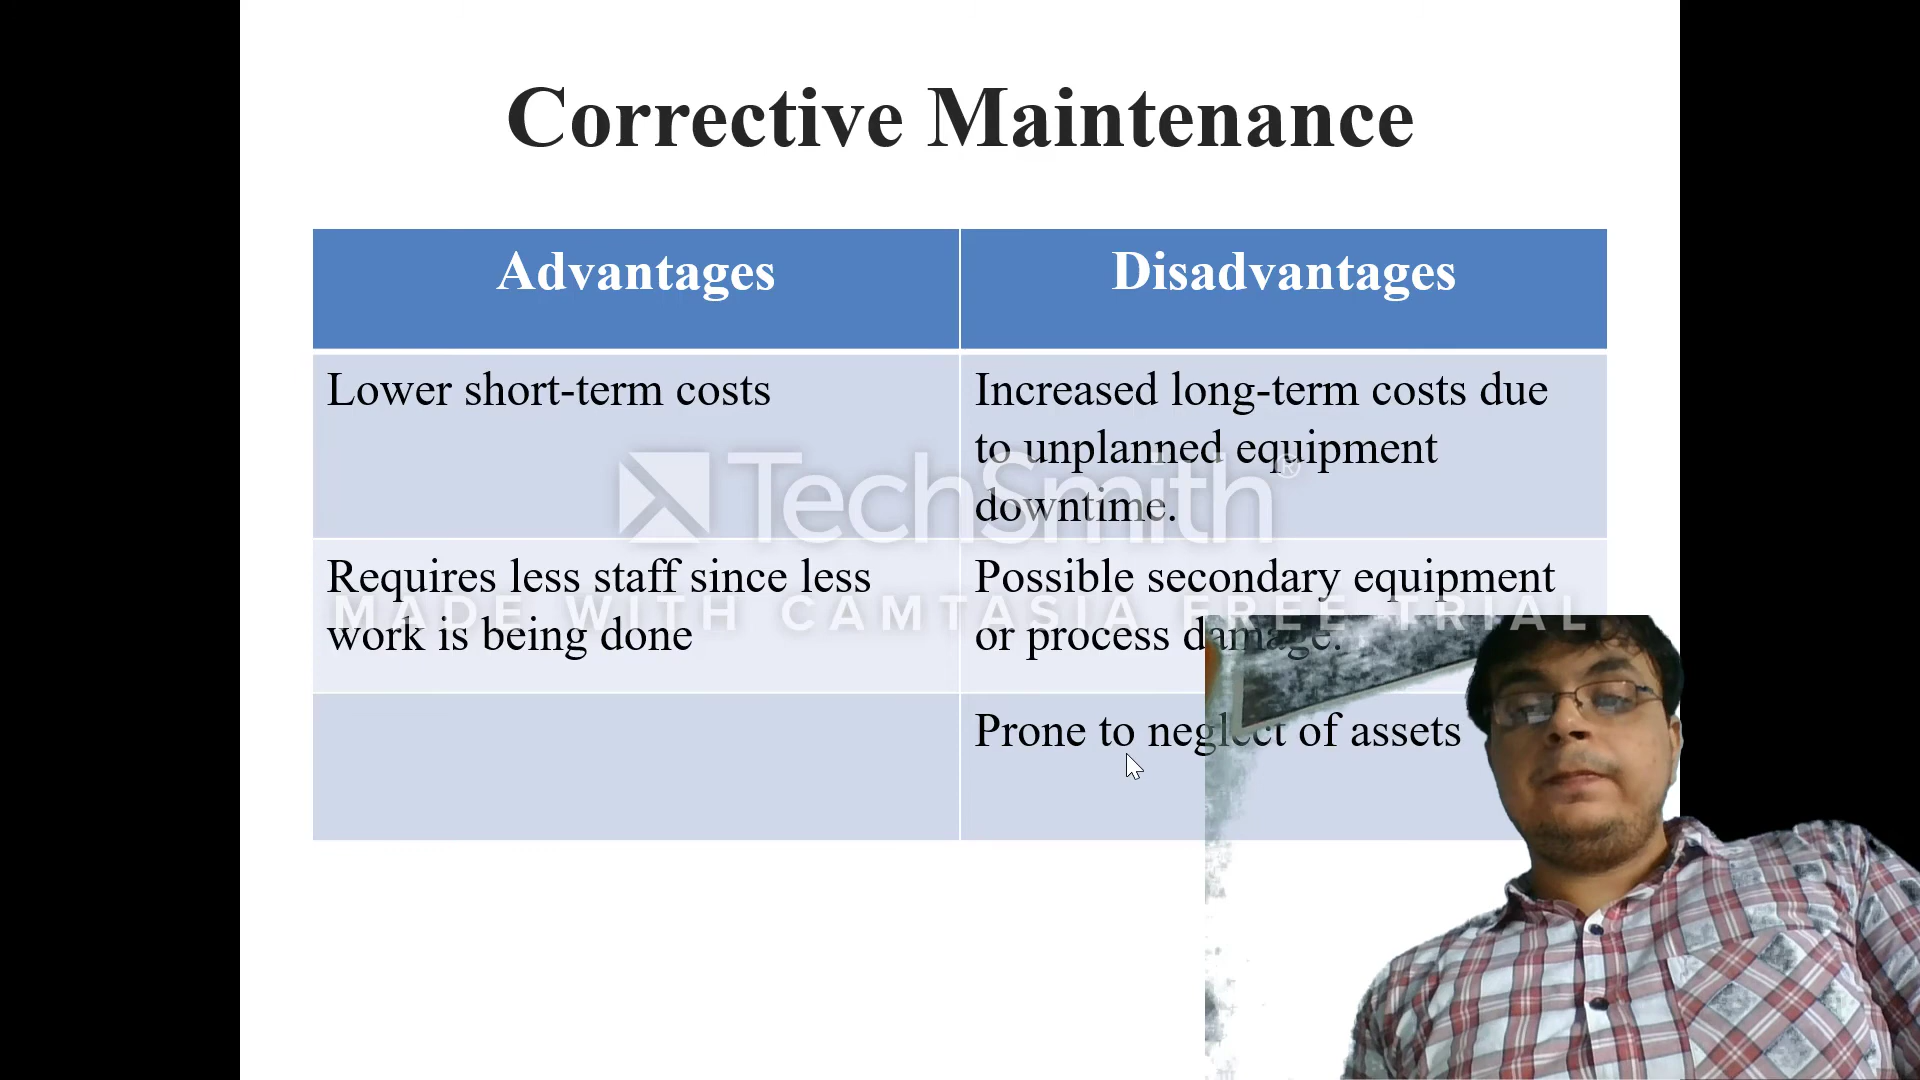 Corrective Maintenance
Advantages
Disadvantages
Lower short-term costs
Increased long-term costs due
to unplanned equipment
downtime.
TechSmith®
Requires less staff since less
work is being done
Possible secondary equipment
or process damage.
MADE WITH CAMTASIA FREE TRIAL
Prone to neglect of assets